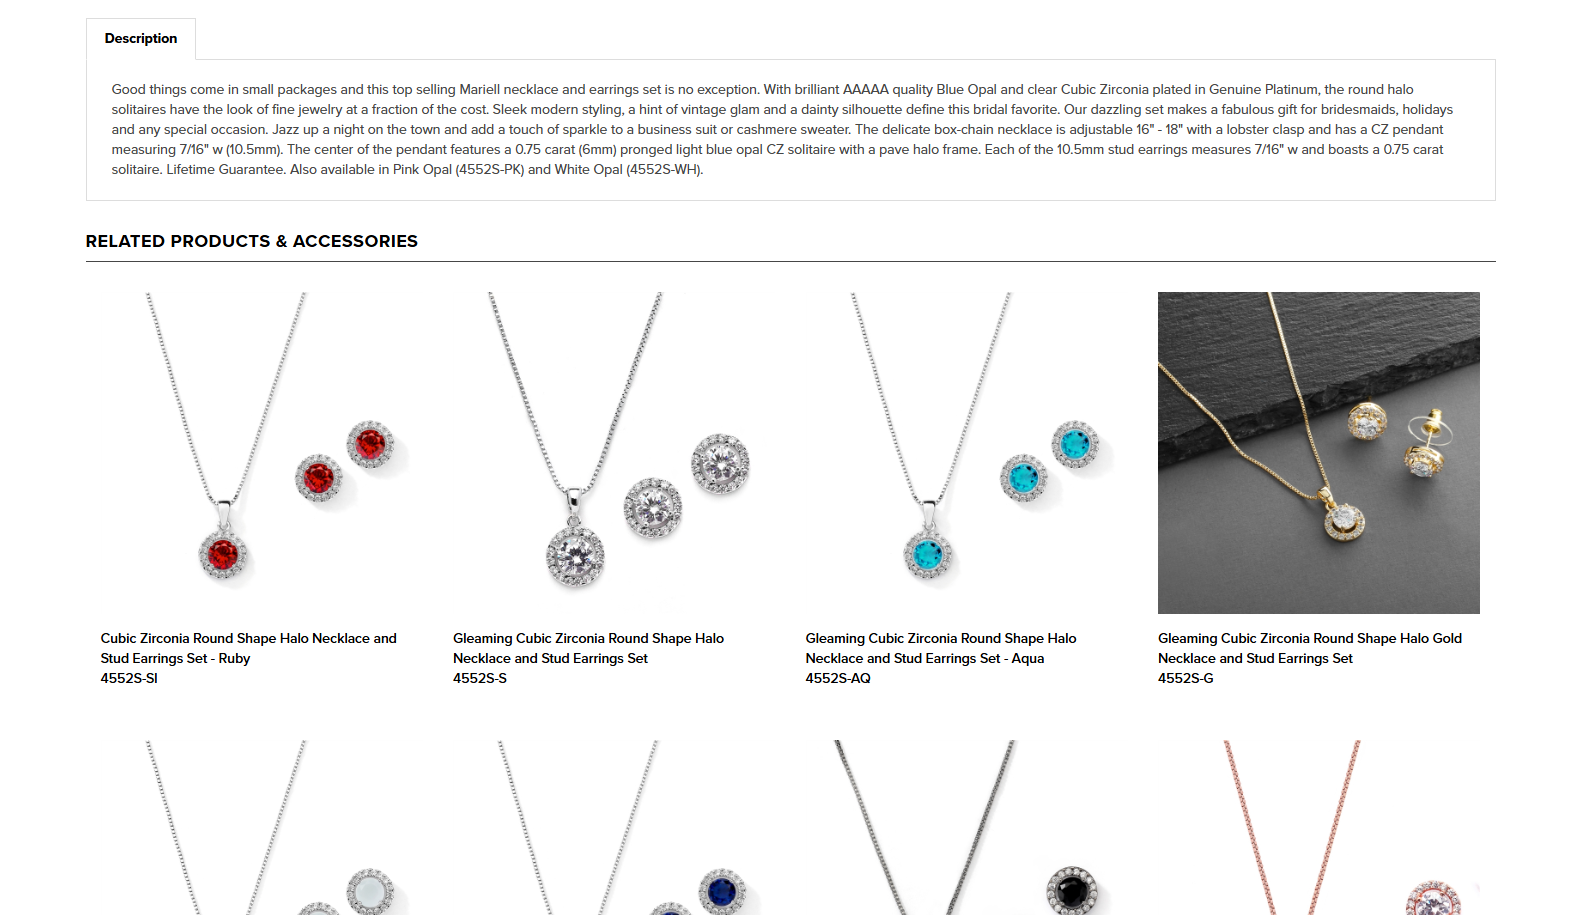 Description
Good things come in small packages and this top selling Mariell necklace and earrings set is no exception. With brilliant AAAAA quality Blue Opal and clear Cubic Zirconia plated in Genuine Platinum, the round halo
solitaires have the look of fine jewelry at a fraction of the cost. Sleek modern styling, a hint of vintage glam and a dainty silhouette define this bridal favorite. Our dazzling set makes a fabulous gift for bridesmaids, holidays
and any special occasion. Jazz up a night on the town and add a touch of sparkle to a business suit or cashmere sweater. The delicate box-chain necklace is adjustable 16" - 18" with a lobster clasp and has a CZ pendant
measuring 7/16" w (10.5mm). The center of the pendant features a 0.75 carat (6mm) pronged light blue opal CZ solitaire with a pave halo frame. Each of the 10.5mm stud earrings measures 7/16" w and boasts a 0.75 carat
solitaire. Lifetime Guarantee. Also available in Pink Opal (4552S-PK) and White Opal (4552S-WH).
RELATED PRODUCTS & ACCESSORIES
Cubic Zirconia Round Shape Halo Necklace and
Stud Earrings Set - Ruby
4552S-SI
Gleaming Cubic Zirconia Round Shape Halo
Necklace and Stud Earrings Set
4552S-S
Gleaming Cubic Zirconia Round Shape Halo
Necklace and Stud Earrings Set - Aqua
4552S-AQ
Gleaming Cubic Zirconia Round Shape Halo Gold
Necklace and Stud Earrings Set
4552S-G